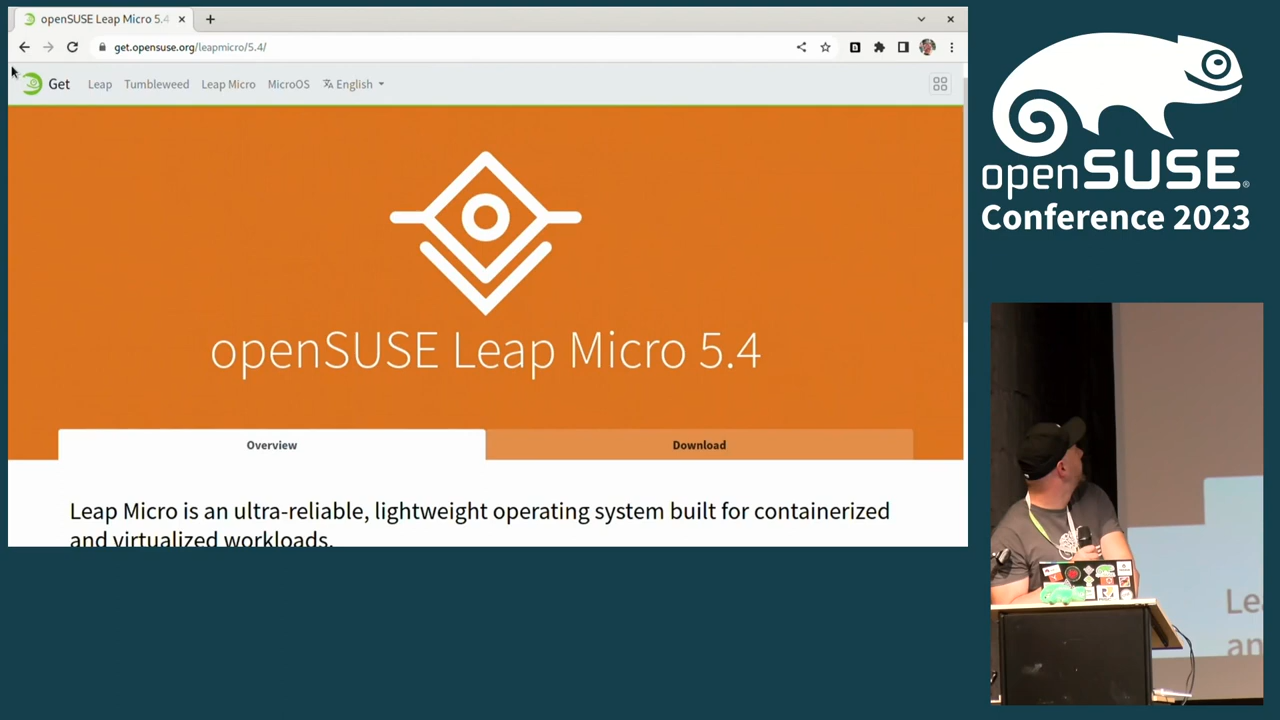 openSUSE Leap Micro 5.4
get.opensuse.org/leapmicro/5.4/
Get
Leap
Tumbleweed
Leap Micro
MicroOS
English
openSUSE Leap Micro 5.4
Overview
Download
Leap Micro is an ultra-reliable, lightweight operating system built for containerized
and virtualized workloads.
openSUSE®
Conference 2023
Le
an